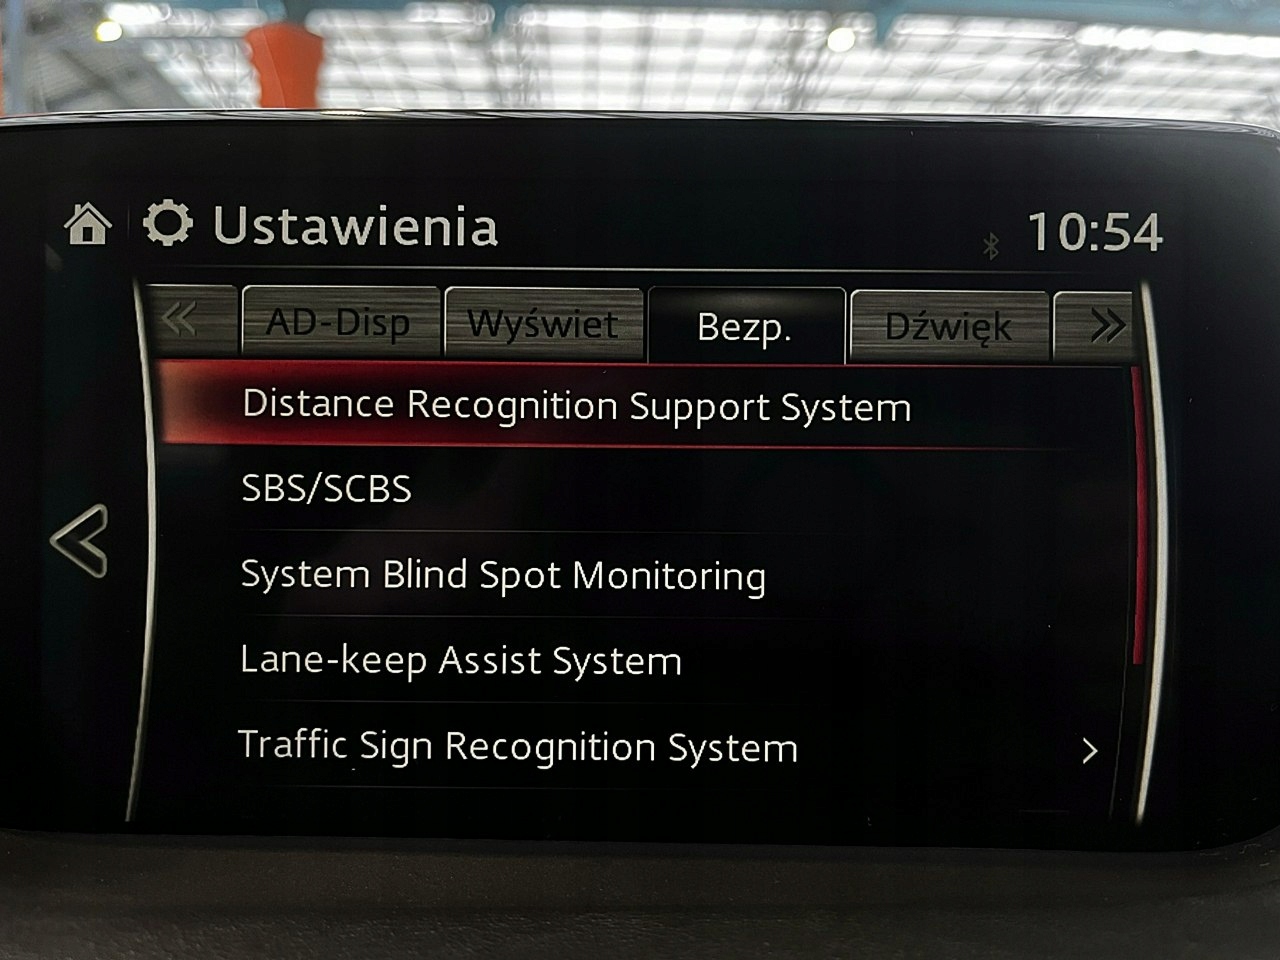 Ustawienia
10:54
AD-Disp Wyświet Bezp. Dźwięk
Distance Recognition Support System
SBS/SCBS
System Blind Spot Monitoring
Lane-keep Assist System
Traffic Sign Recognition System